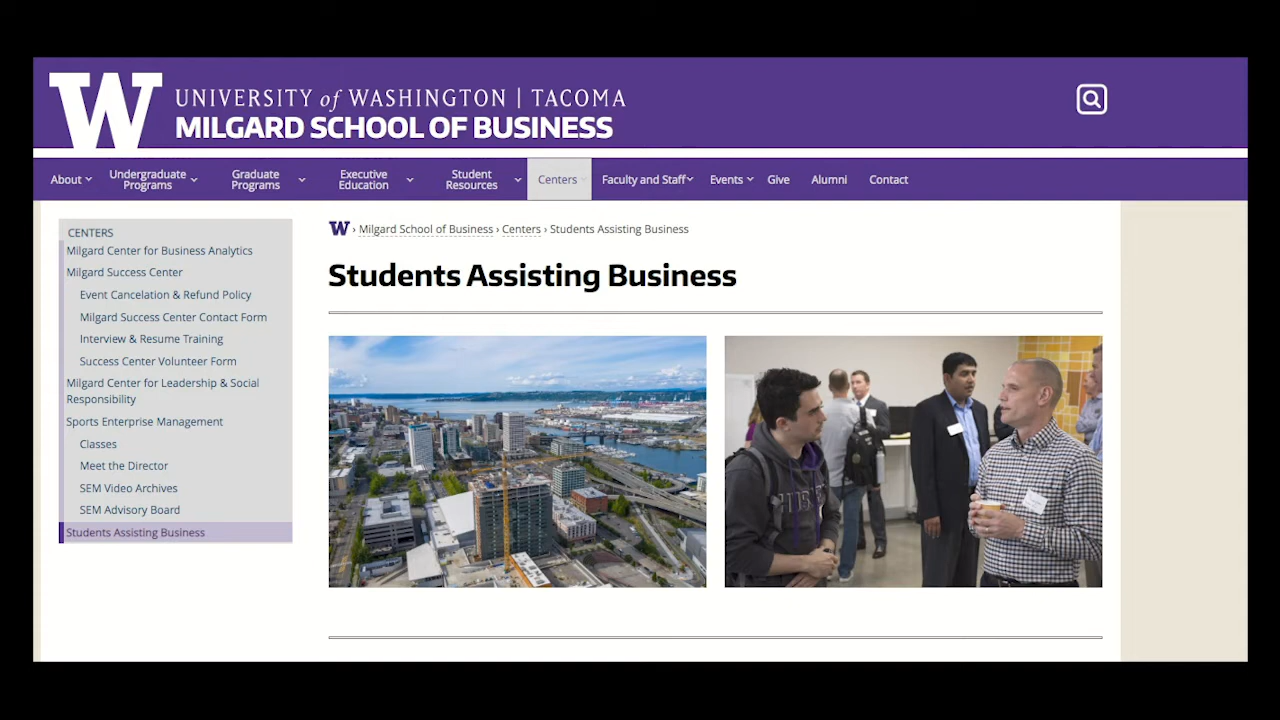 W
UNIVERSITY of WASHINGTON | TACOMA
MILGARD SCHOOL OF BUSINESS
About
Undergraduate
Programs
Graduate
Programs
Executive
Education
Student
Resources
Centers
Faculty and Staff
Events
Give
Alumni
Contact
CENTERS
Milgard Center for Business Analytics
Milgard Success Center
Event Cancelation & Refund Policy
Milgard Success Center Contact Form
Interview & Resume Training
Success Center Volunteer Form
Milgard Center for Leadership & Social
Responsibility
Sports Enterprise Management
Classes
Meet the Director
SEM Video Archives
SEM Advisory Board
Students Assisting Business
W › Milgard School of Business › Centers › Students Assisting Business
Students Assisting Business